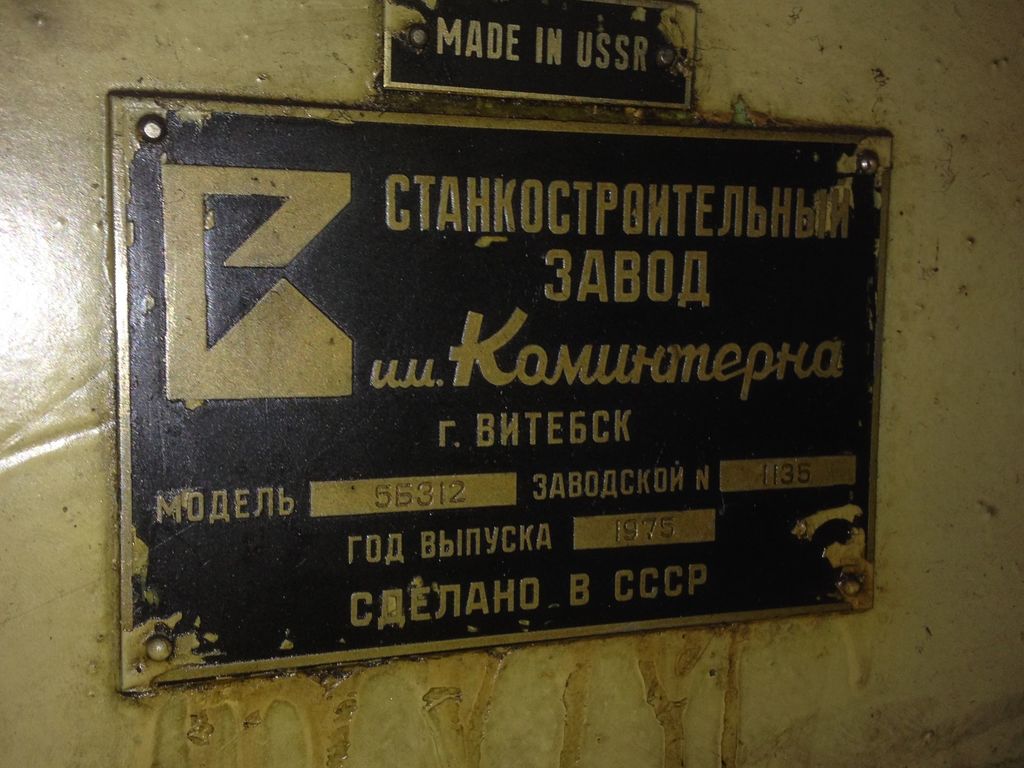 MADE IN USSR
СТАНКОСТРОИТЕЛЬНЫЙ
ЗАВОД
им. Коминтерна
г. ВИТЕБСК
МОДЕЛЬ 5Б312 ЗАВОДСКОЙ N 1135
ГОД ВЫПУСКА 1975
СДЕЛАНО В СССР